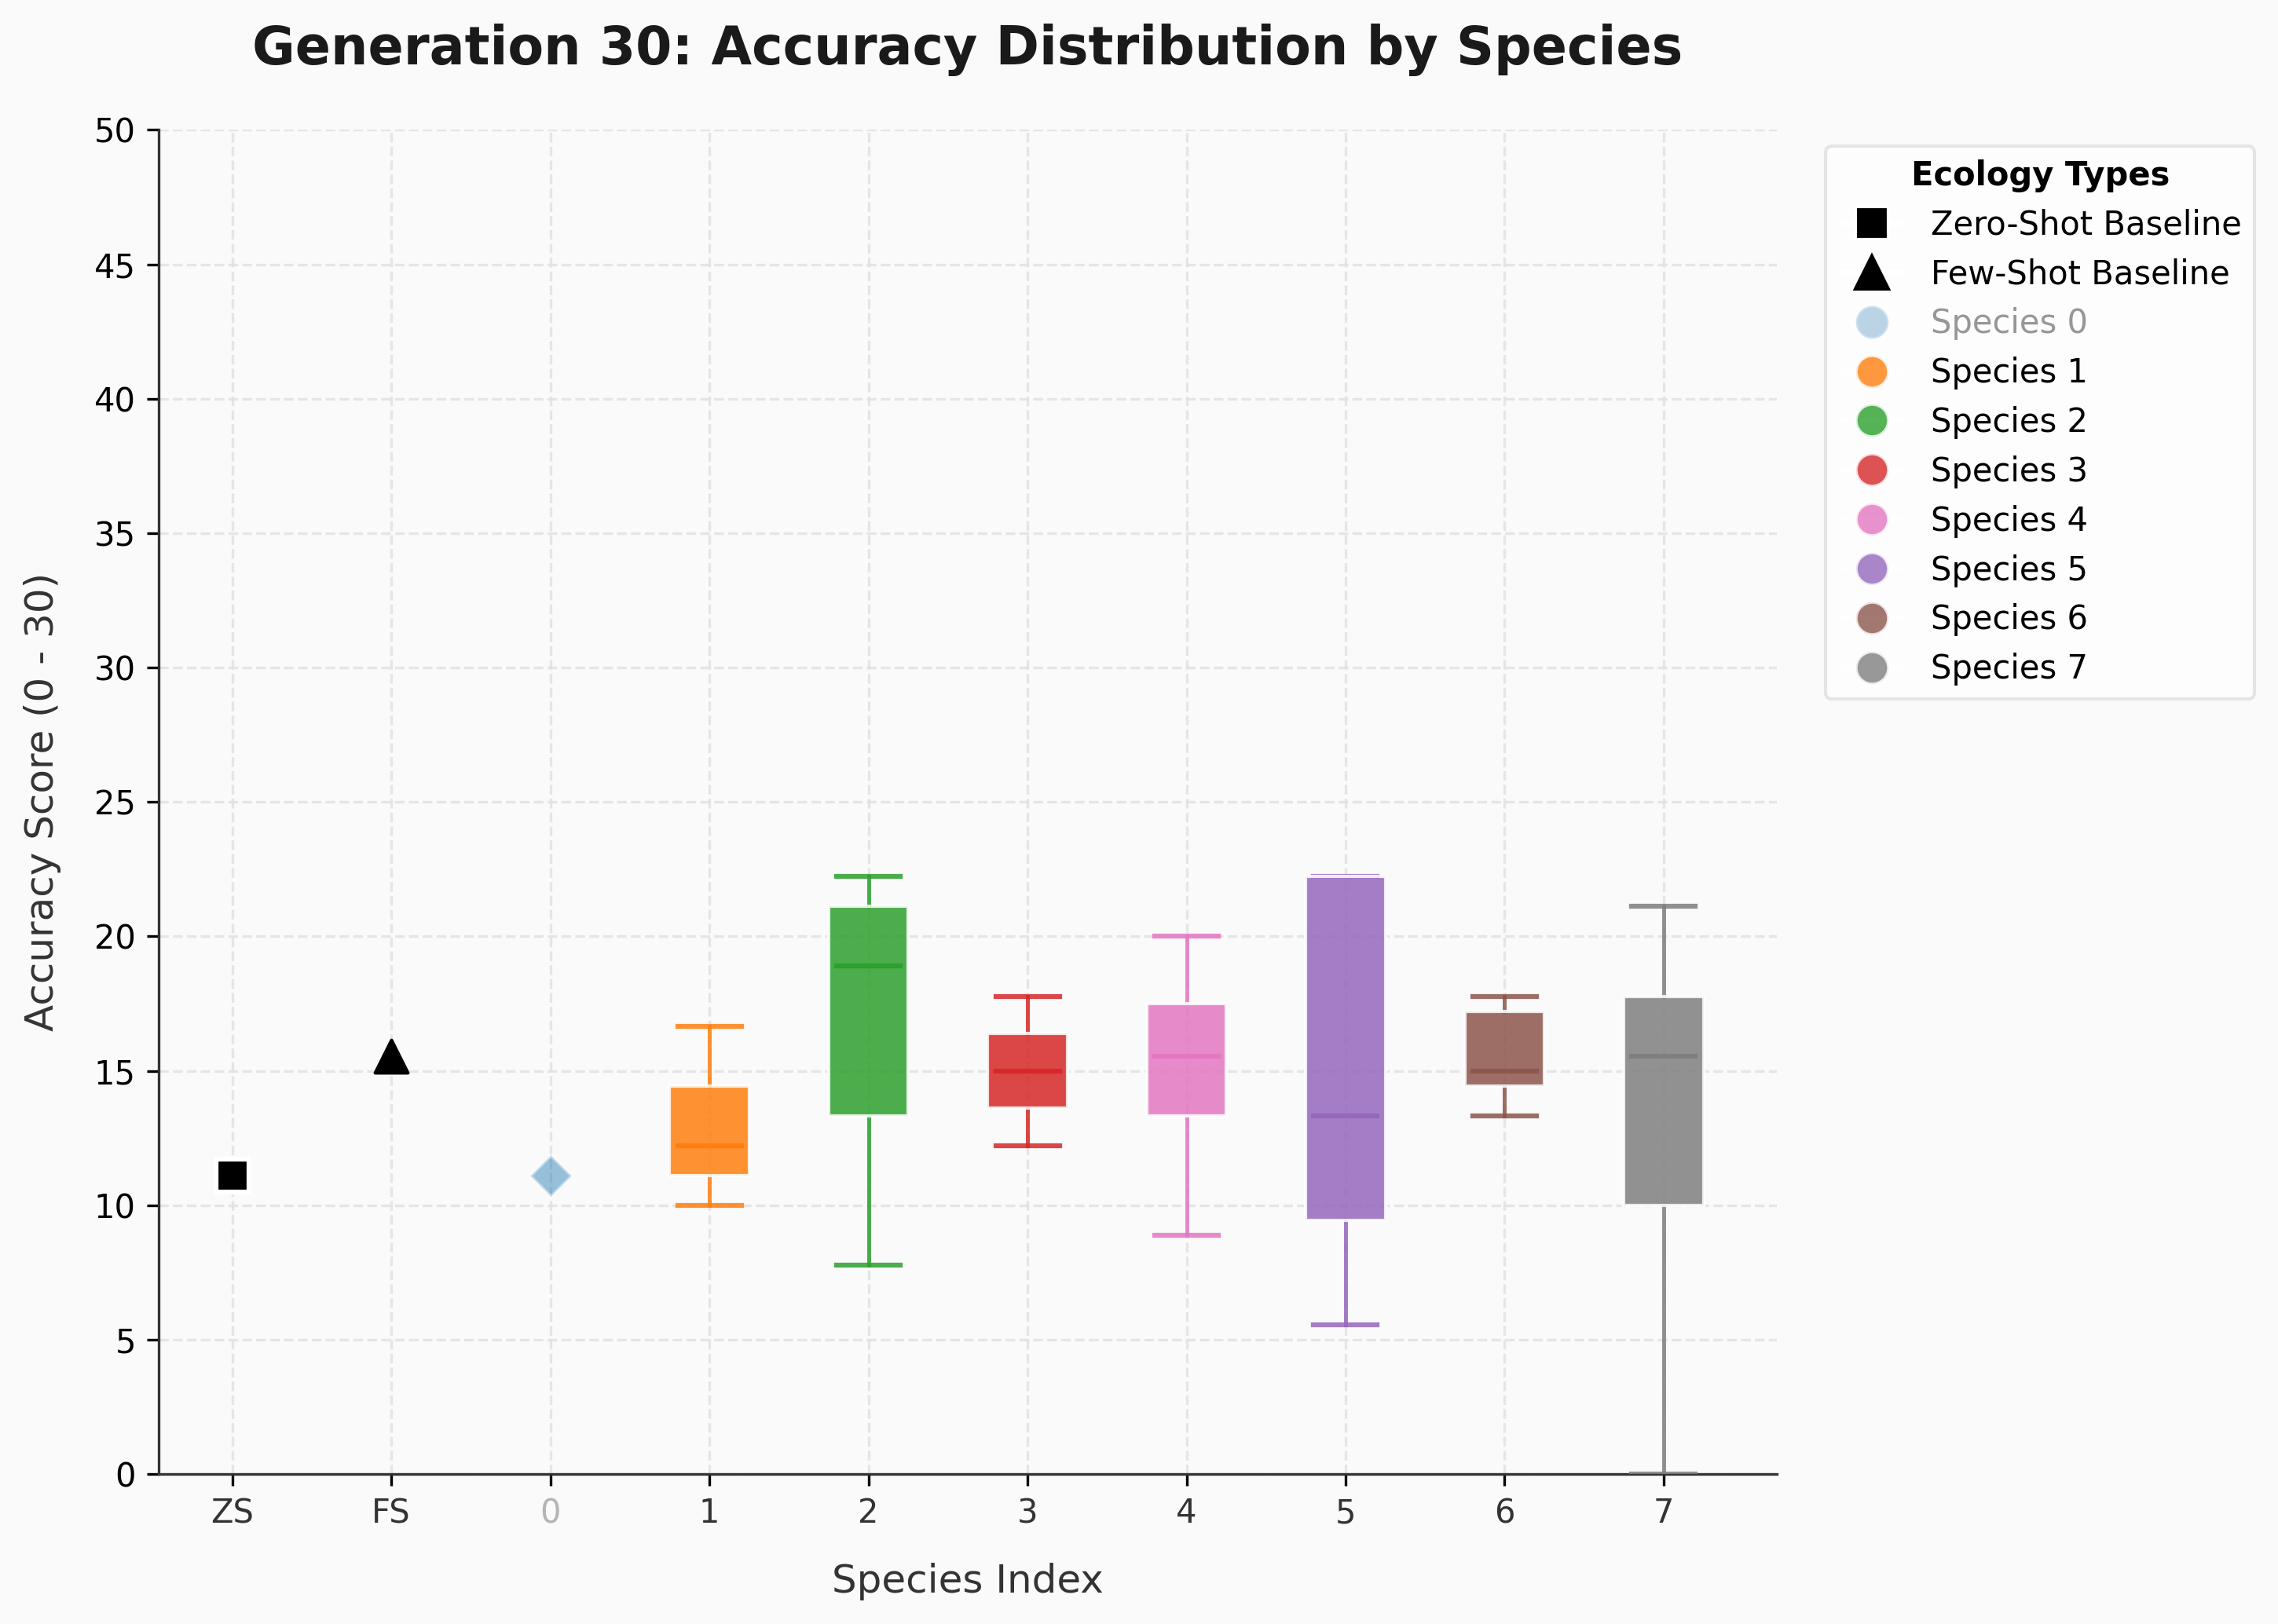 Generation 30: Accuracy Distribution by Species
50
45
40
35
30
25
20
15
10
5
0
Accuracy Score (0 - 30)
ZS FS 0 1 2 3 4 5 6 7
Species Index
Ecology Types
Zero-Shot Baseline
Few-Shot Baseline
Species 0
Species 1
Species 2
Species 3
Species 4
Species 5
Species 6
Species 7